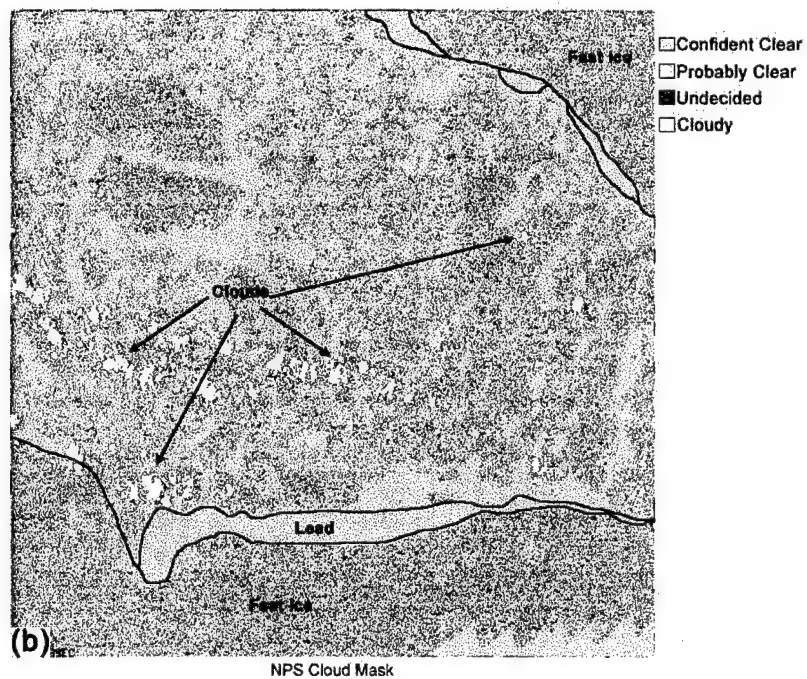 Fast Ice
Confident Clear
Probably Clear
Undecided
Cloudy
Clouds
Lead
Fast Ice
(b)
NPS Cloud Mask